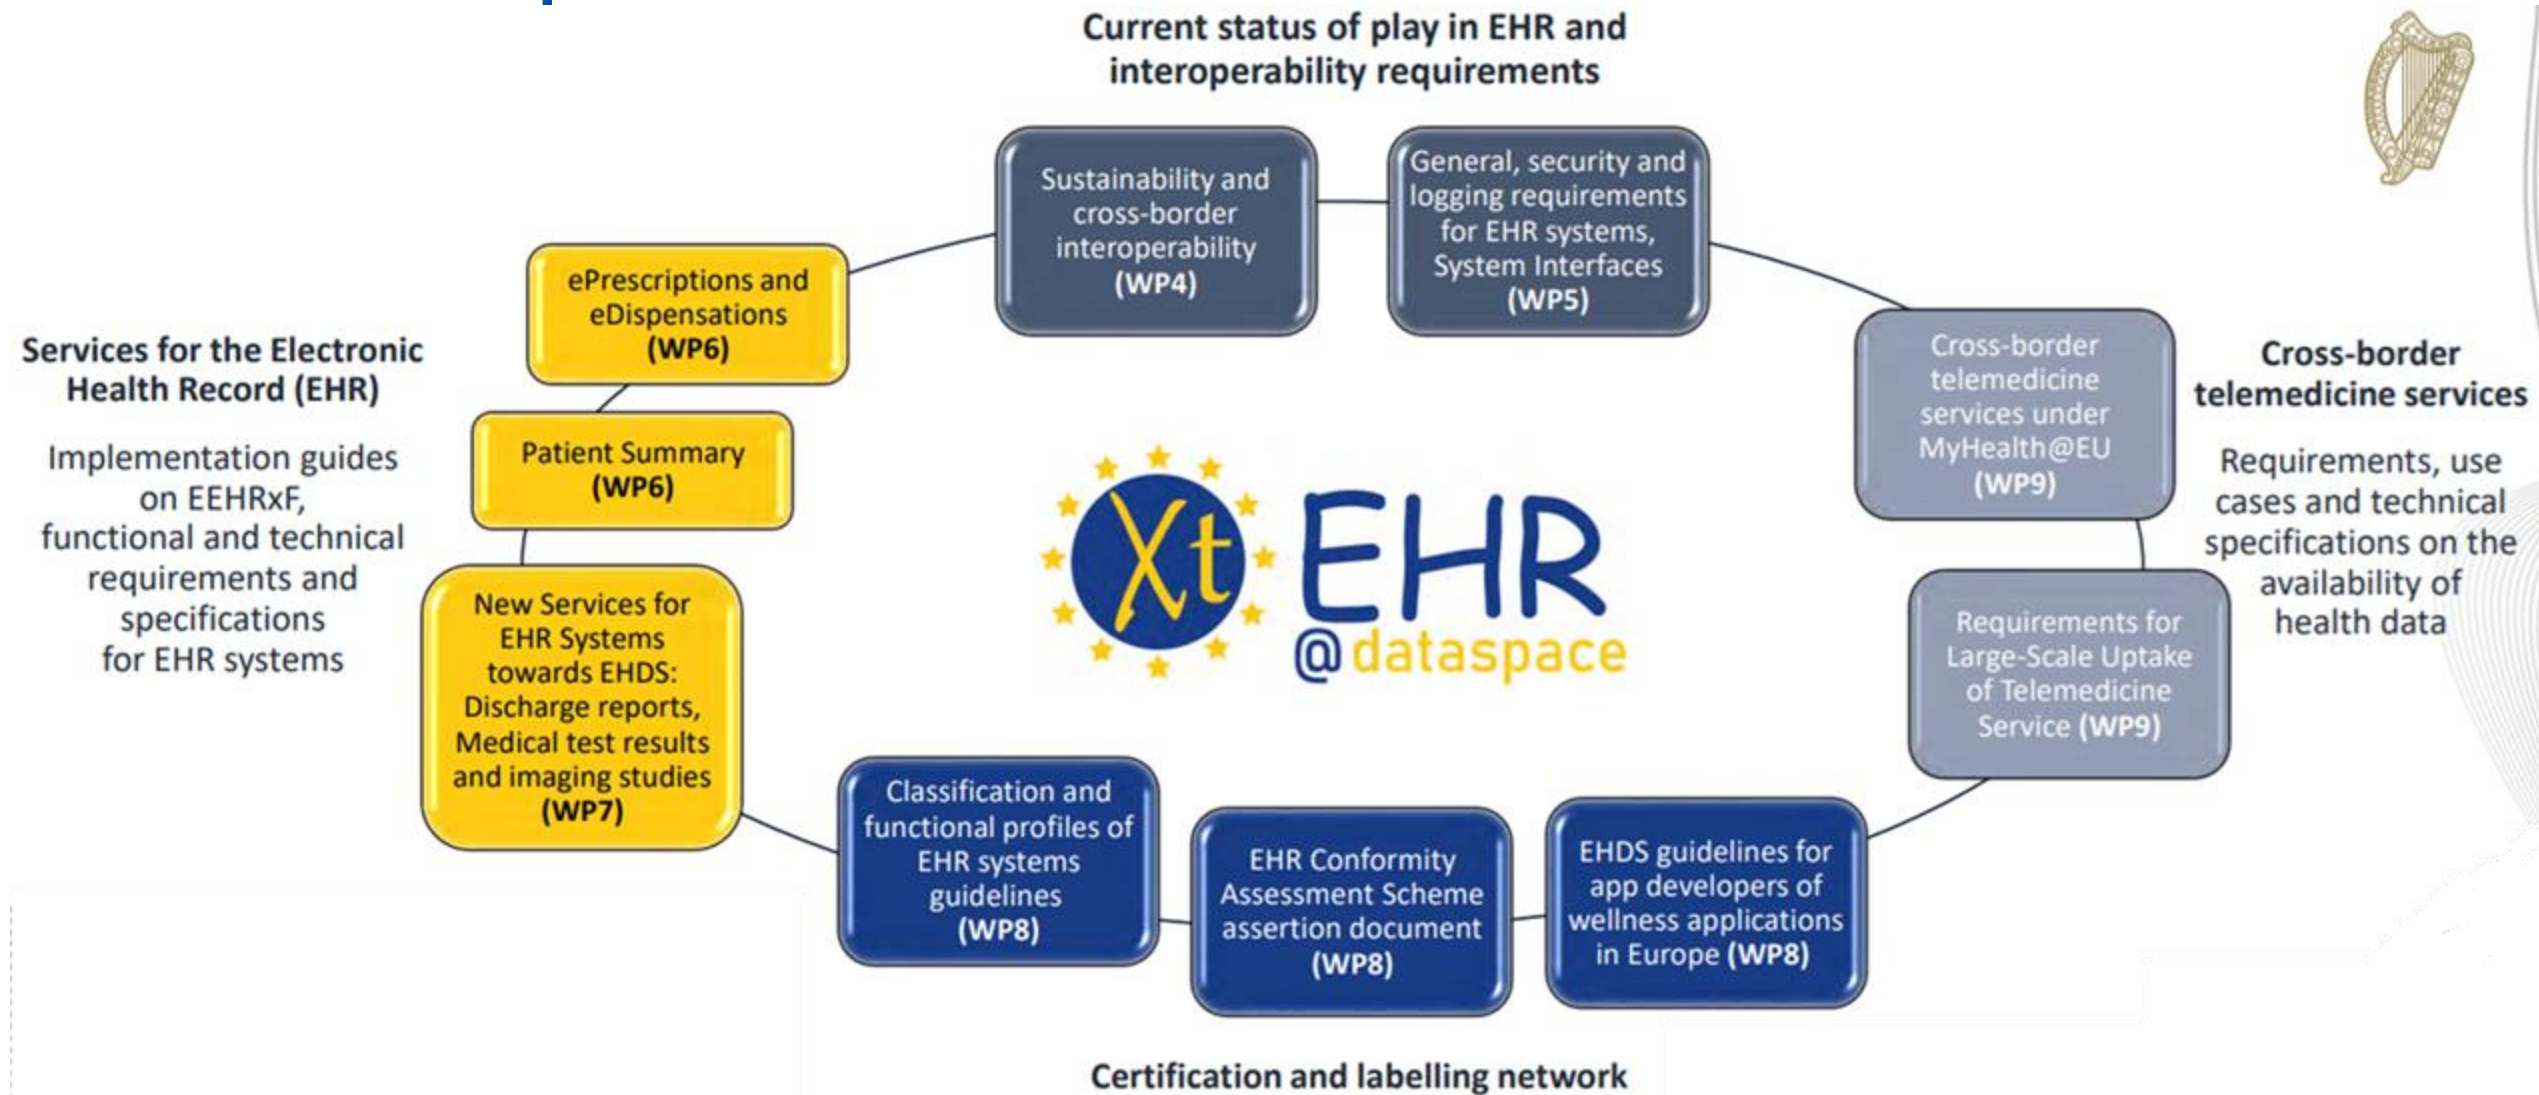 Current status of play in EHR and
interoperability requirements
Sustainability and
cross-border
interoperability
(WP4)
General, security and
logging requirements
for EHR systems,
System Interfaces
(WP5)
ePrescriptions and
eDispensations
(WP6)
Services for the Electronic
Health Record (EHR)
Implementation guides
on EEHRxF,
functional and technical
requirements and
specifications
for EHR systems
Patient Summary
(WP6)
New Services for
EHR Systems
towards EHDS:
Discharge reports,
Medical test results
and imaging studies
(WP7)
Xt EHR
@dataspace
Cross-border
telemedicine
services under
MyHealth@EU
(WP9)
Cross-border
telemedicine services
Requirements, use
cases and technical
specifications on the
availability of
health data
Requirements for
Large-Scale Uptake
of Telemedicine
Service (WP9)
Classification and
functional profiles of
EHR systems
guidelines
(WP8)
EHR Conformity
Assessment Scheme
assertion document
(WP8)
EHDS guidelines for
app developers of
wellness applications
in Europe (WP8)
Certification and labelling network